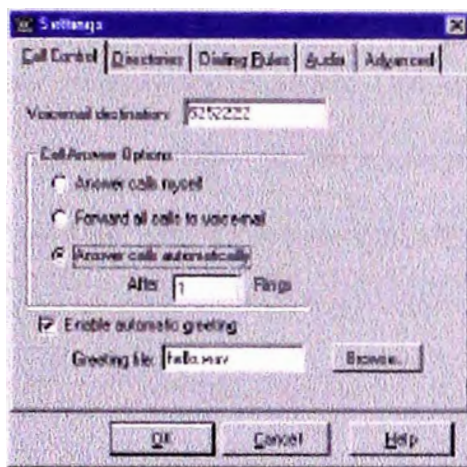 Settings
Call Control Directories Dialing Rules Audio Advanced
Voicemail destination: 5252222
Call Answer Options
Answer calls myself
Forward all calls to voicemail
Answer calls automatically
After 1 Rings
Enable automatic greeting
Greeting file: hello.wav Browse...
OK Cancel Help